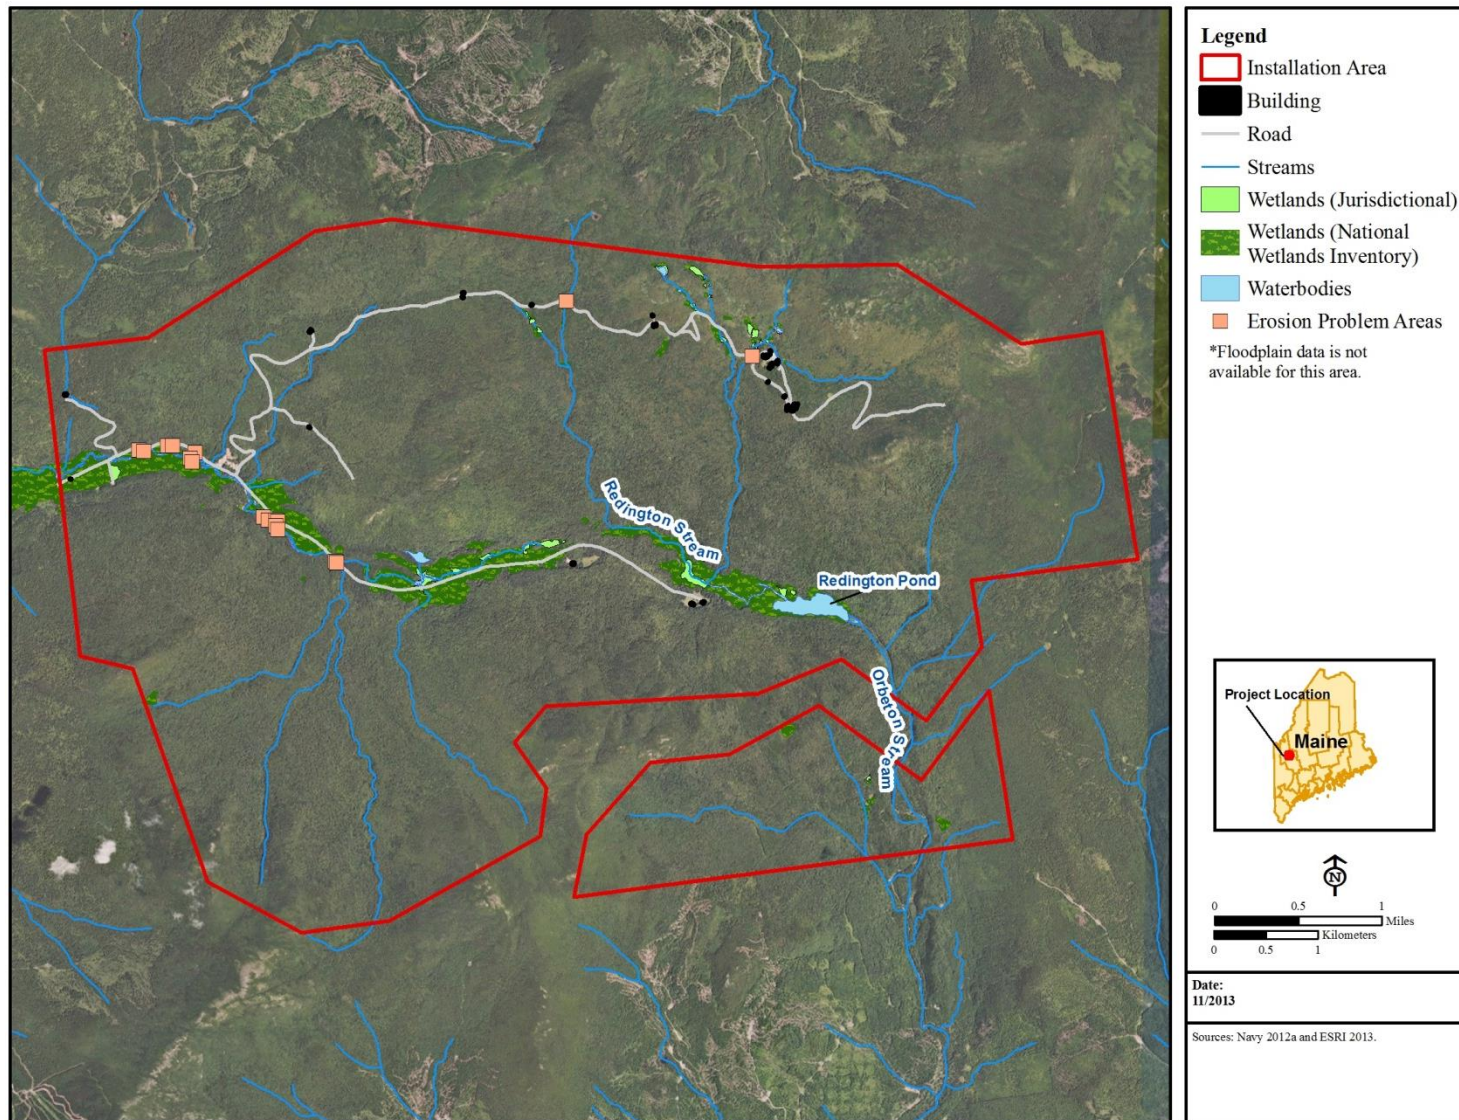 Redington Stream
Redington Pond
Orbeton Stream
Legend
Installation Area
Building
Road
Streams
Wetlands (Jurisdictional)
Wetlands (National
Wetlands Inventory)
Waterbodies
Erosion Problem Areas
*Floodplain data is not
available for this area.
Project Location
Maine
N
0 0.5 1
Miles
Kilometers
0 0.5 1
Date:
11/2013
Sources: Navy 2012a and ESRI 2013.